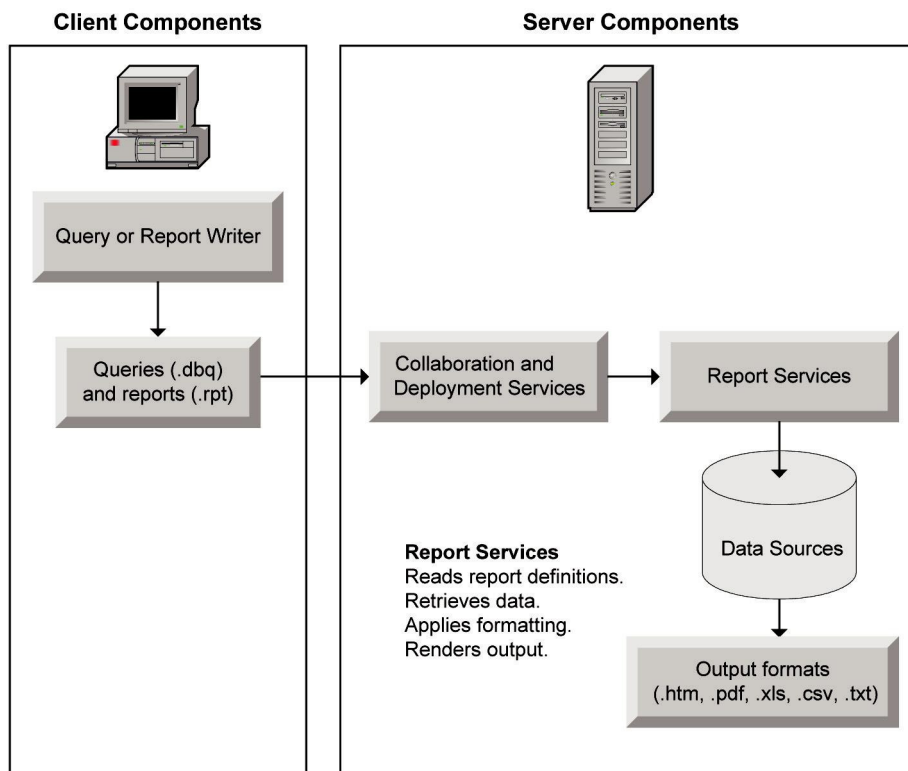 Client Components
Server Components
Query or Report Writer
Queries (.dbq)
and reports (.rpt)
Collaboration and
Deployment Services
Report Services
Data Sources
Report Services
Reads report definitions.
Retrieves data.
Applies formatting.
Renders output.
Output formats
(.htm, .pdf, .xls, .csv, .txt)